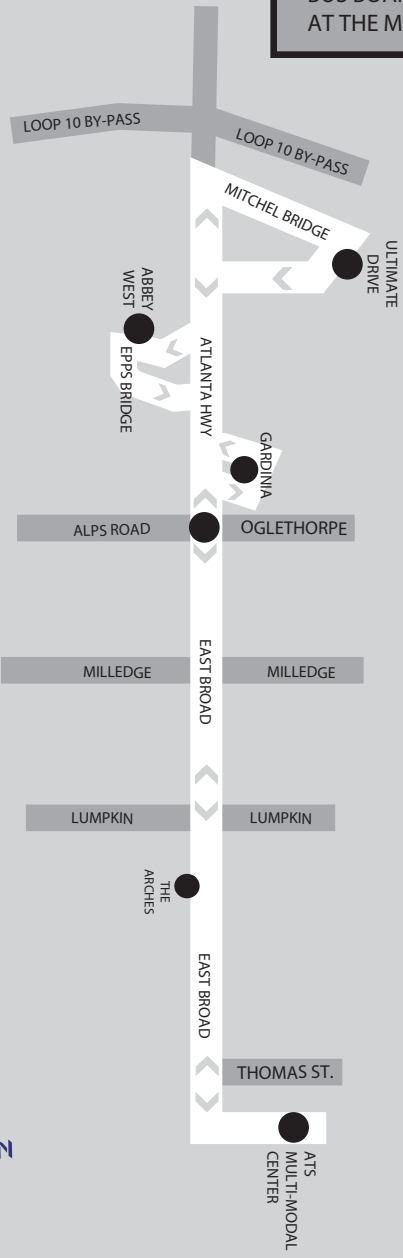 AT THE M
LOOP 10 BY-PASS
LOOP 10 BY-PASS
MITCHEL BRIDGE
ULTIMATE
DRIVE
ABBEY
WEST
EPPS BRIDGE
ATLANTA HWY
GARDINIA
ALPS ROAD
OGLETHORPE
EAST BROAD
MILLEDGE
MILLEDGE
LUMPKIN
LUMPKIN
THE
ARCHES
EAST BROAD
THOMAS ST.
ATS
MULTI-MODAL
CENTER
N